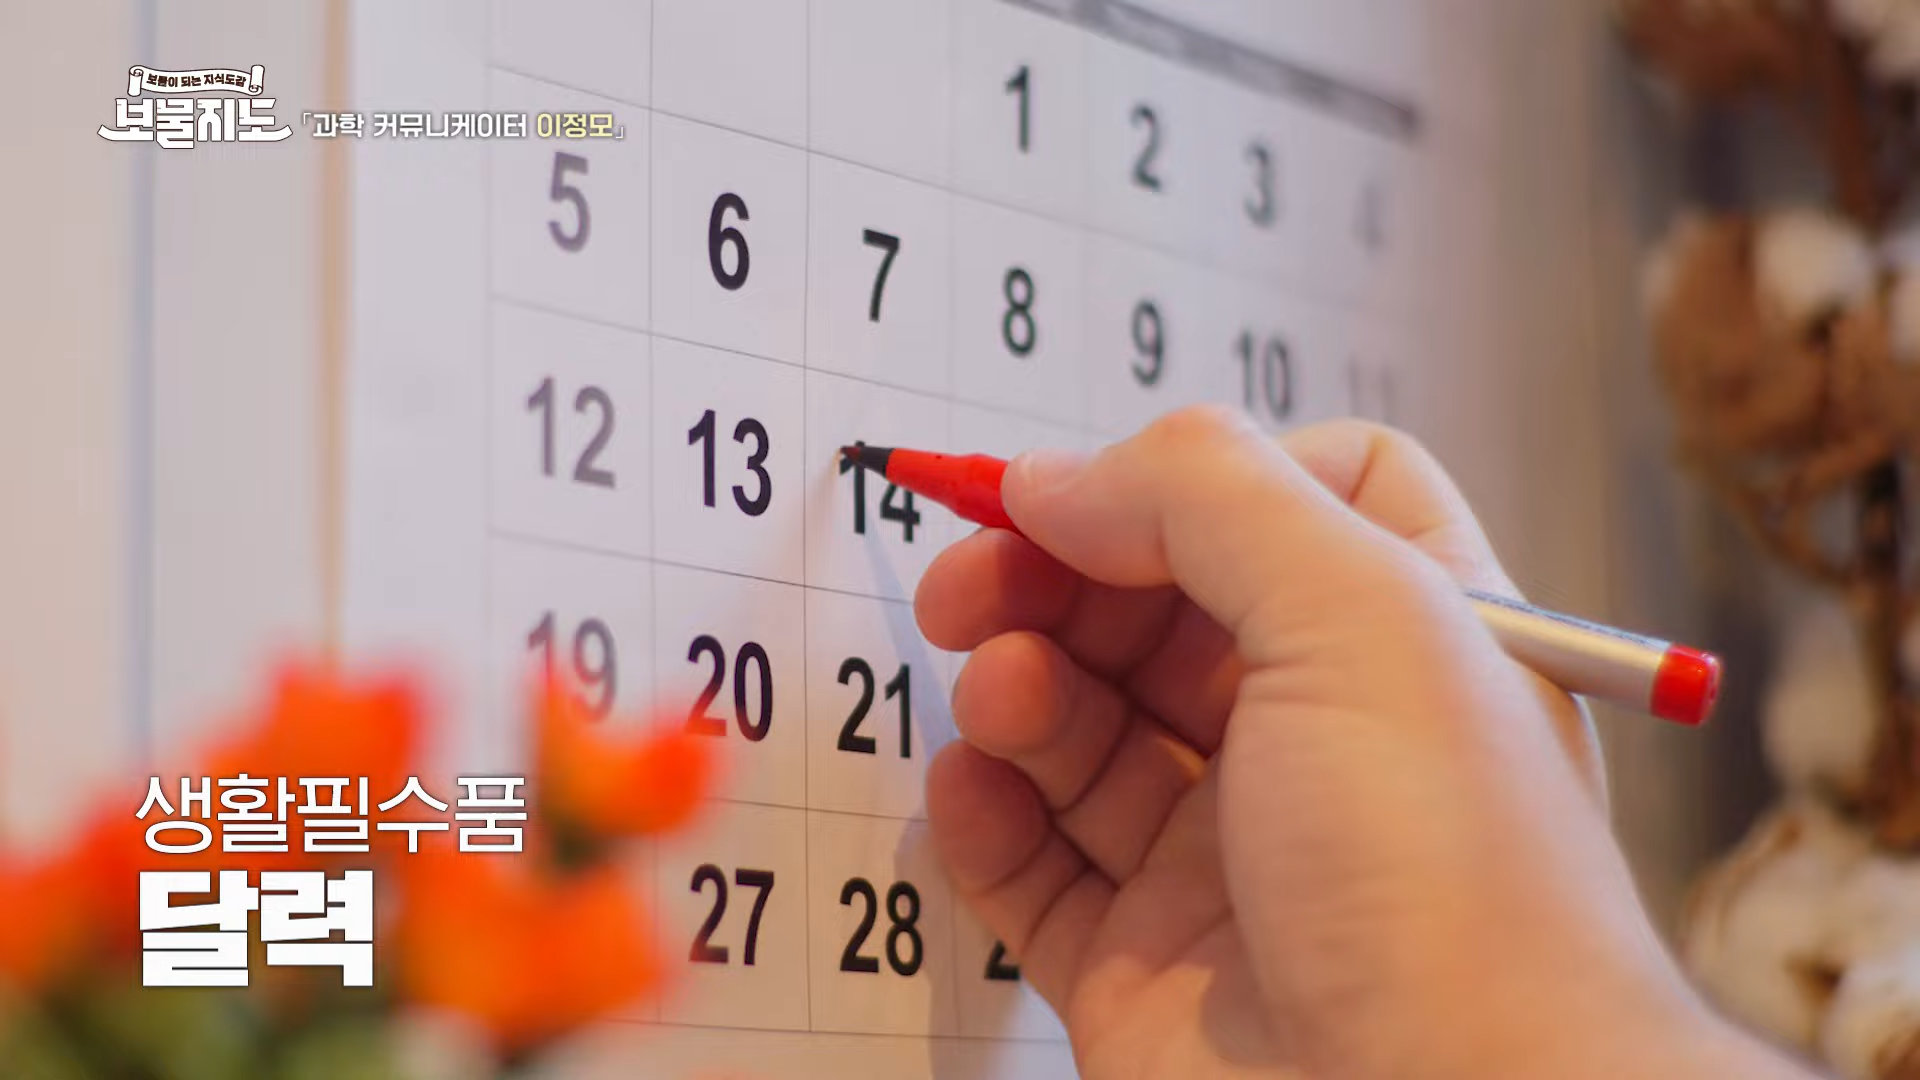 보물이 되는 지식도감
보물지도
「과학 커뮤니케이터 이정모」
1 2 3 4
5 6 7 8 9 10 11
12 13 14
19 20 21
27 28
생활필수품
달력